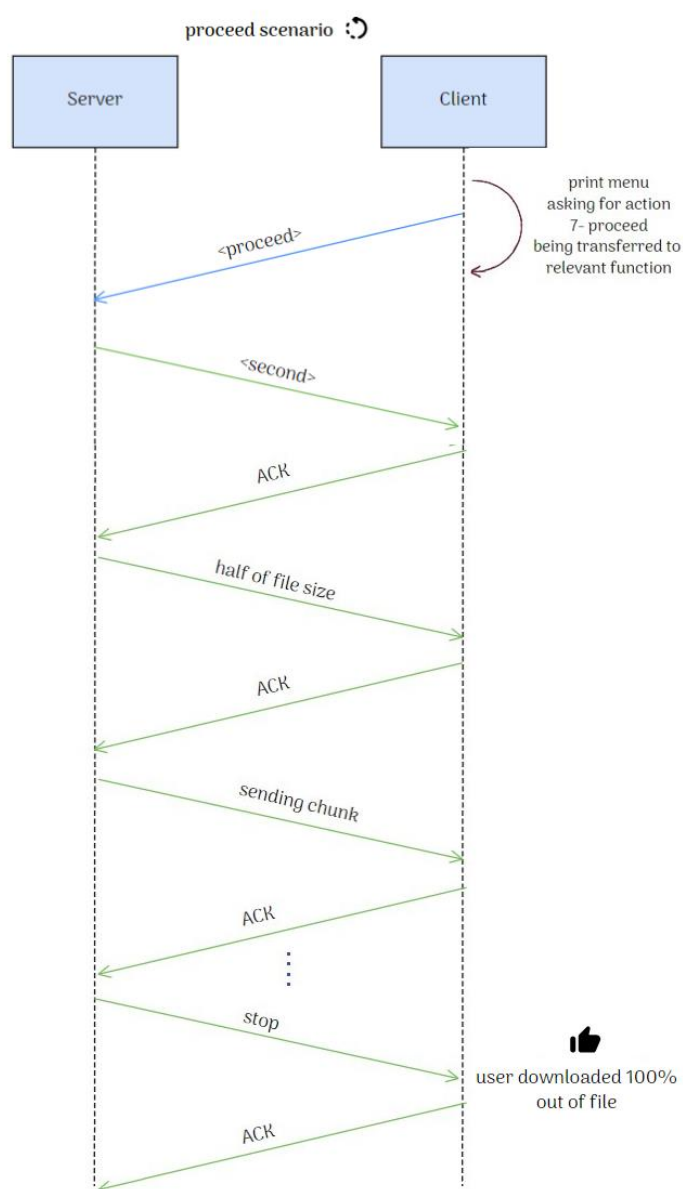 proceed scenario
Server
Client
print menu
asking for action
7- proceed
being transferred to
relevant function
<proceed>
<second>
ACK
half of file size
ACK
sending chunk
ACK
stop
user downloaded 100%
out of file
ACK